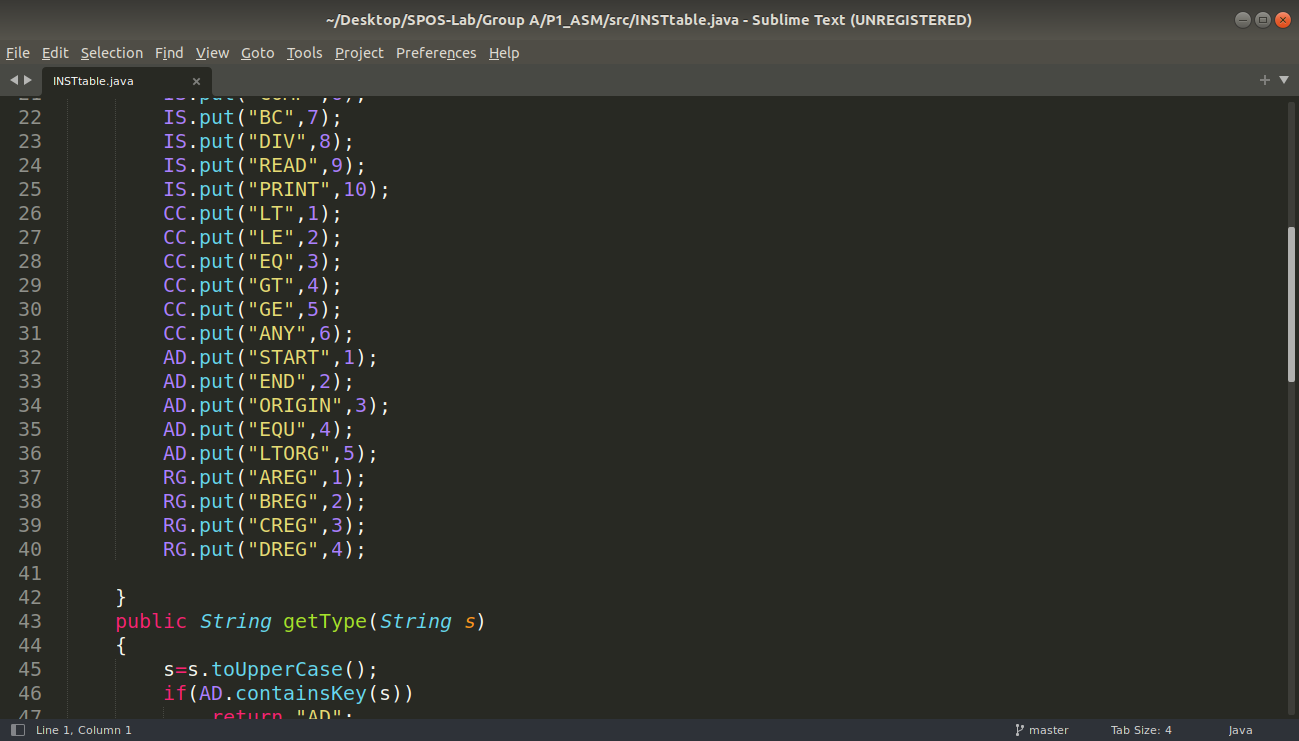 ~/Desktop/SPOS-Lab/Group A/P1_ASM/src/INSTtable.java - Sublime Text (UNREGISTERED)
File Edit Selection Find View Goto Tools Project Preferences Help
INSTtable.java
22 IS.put("BC",7);
23 IS.put("DIV",8);
24 IS.put("READ",9);
25 IS.put("PRINT",10);
26 CC.put("LT",1);
27 CC.put("LE",2);
28 CC.put("EQ",3);
29 CC.put("GT",4);
30 CC.put("GE",5);
31 CC.put("ANY",6);
32 AD.put("START",1);
33 AD.put("END",2);
34 AD.put("ORIGIN",3);
35 AD.put("EQU",4);
36 AD.put("LTORG",5);
37 RG.put("AREG",1);
38 RG.put("BREG",2);
39 RG.put("CREG",3);
40 RG.put("DREG",4);
41
42 }
43 public String getType(String s)
44 {
45 s=s.toUpperCase();
46 if(AD.containsKey(s))
47 return "AD";
Line 1, Column 1 master Tab Size: 4 Java